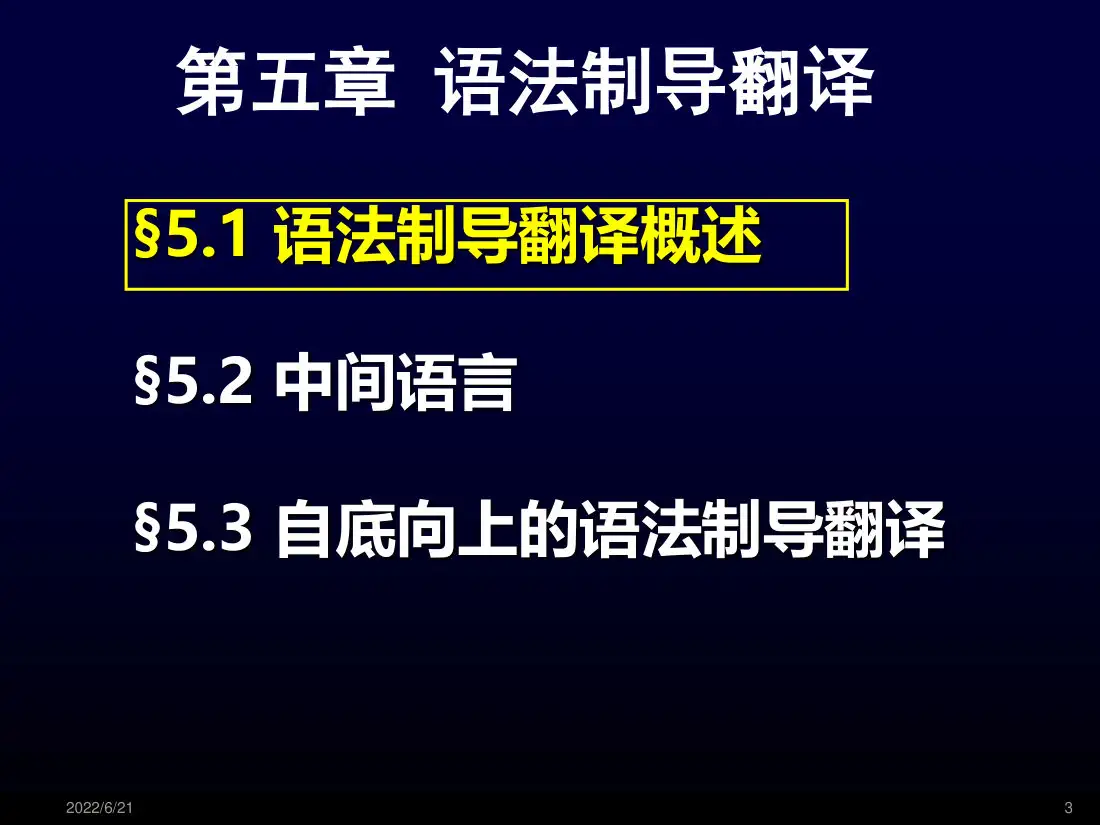 第五章 语法制导翻译
§5.1 语法制导翻译概述
§5.2 中间语言
§5.3 自底向上的语法制导翻译
2022/6/21
3